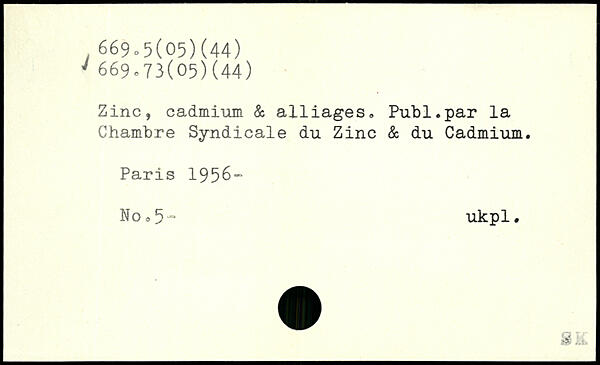 669.5(05)(44)
669.73(05)(44)
Zinc, cadmium & alliages. Publ.par la
Chambre Syndicale du Zinc & du Cadmium.
Paris 1956-
No.5-
ukpl.
SK